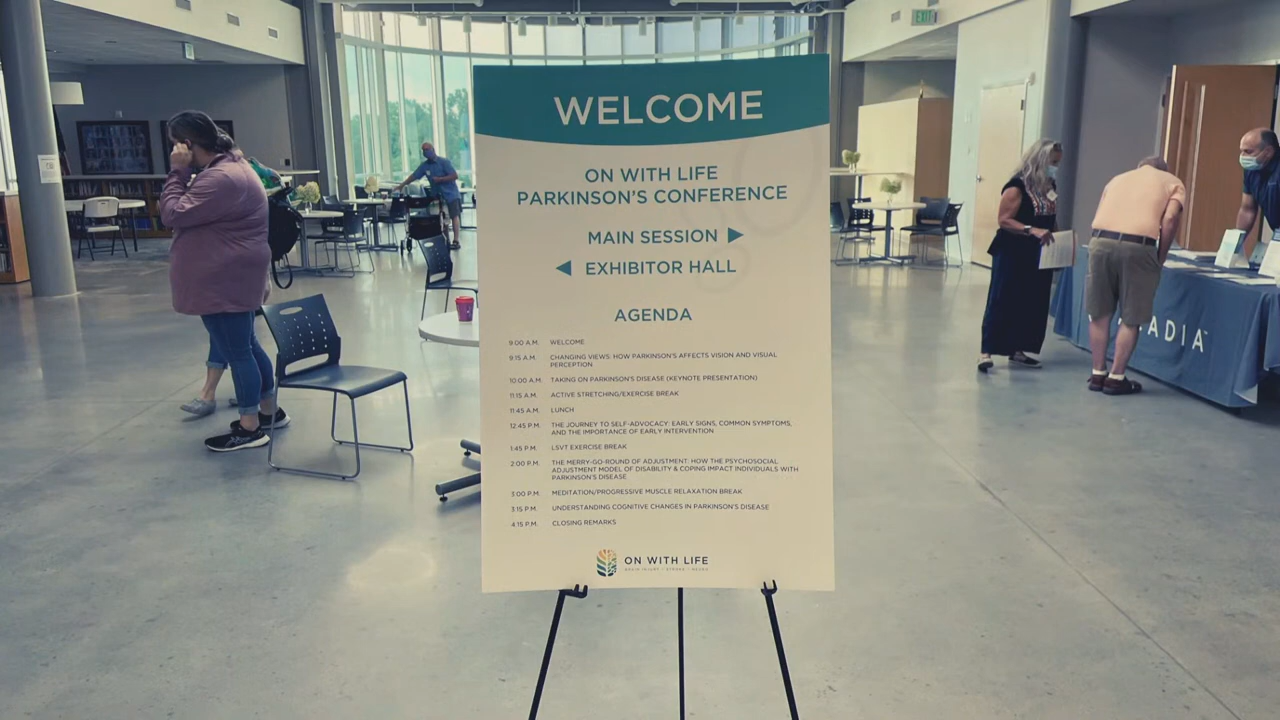 EXIT
WELCOME
ON WITH LIFE
PARKINSON'S CONFERENCE
MAIN SESSION ▶
◀ EXHIBITOR HALL
AGENDA
9:00 A.M. WELCOME
9:15 A.M. CHANGING VIEWS: HOW PARKINSON'S AFFECTS VISION AND VISUAL
PERCEPTION
10:00 A.M. TAKING ON PARKINSON'S DISEASE (KEYNOTE PRESENTATION)
11:15 A.M. ACTIVE STRETCHING/EXERCISE BREAK
11:45 A.M. LUNCH
12:45 P.M. THE JOURNEY TO SELF-ADVOCACY: EARLY SIGNS, COMMON SYMPTOMS,
AND THE IMPORTANCE OF EARLY INTERVENTION
1:45 P.M. LSVT EXERCISE BREAK
2:00 P.M. THE MERRY-GO-ROUND OF ADJUSTMENT: HOW THE PSYCHOSOCIAL
ADJUSTMENT MODEL OF DISABILITY & COPING IMPACT INDIVIDUALS WITH
PARKINSON'S DISEASE
3:00 P.M. MEDITATION/PROGRESSIVE MUSCLE RELAXATION BREAK
3:15 P.M. UNDERSTANDING COGNITIVE CHANGES IN PARKINSON'S DISEASE
4:15 P.M. CLOSING REMARKS
ON WITH LIFE
ADIA™